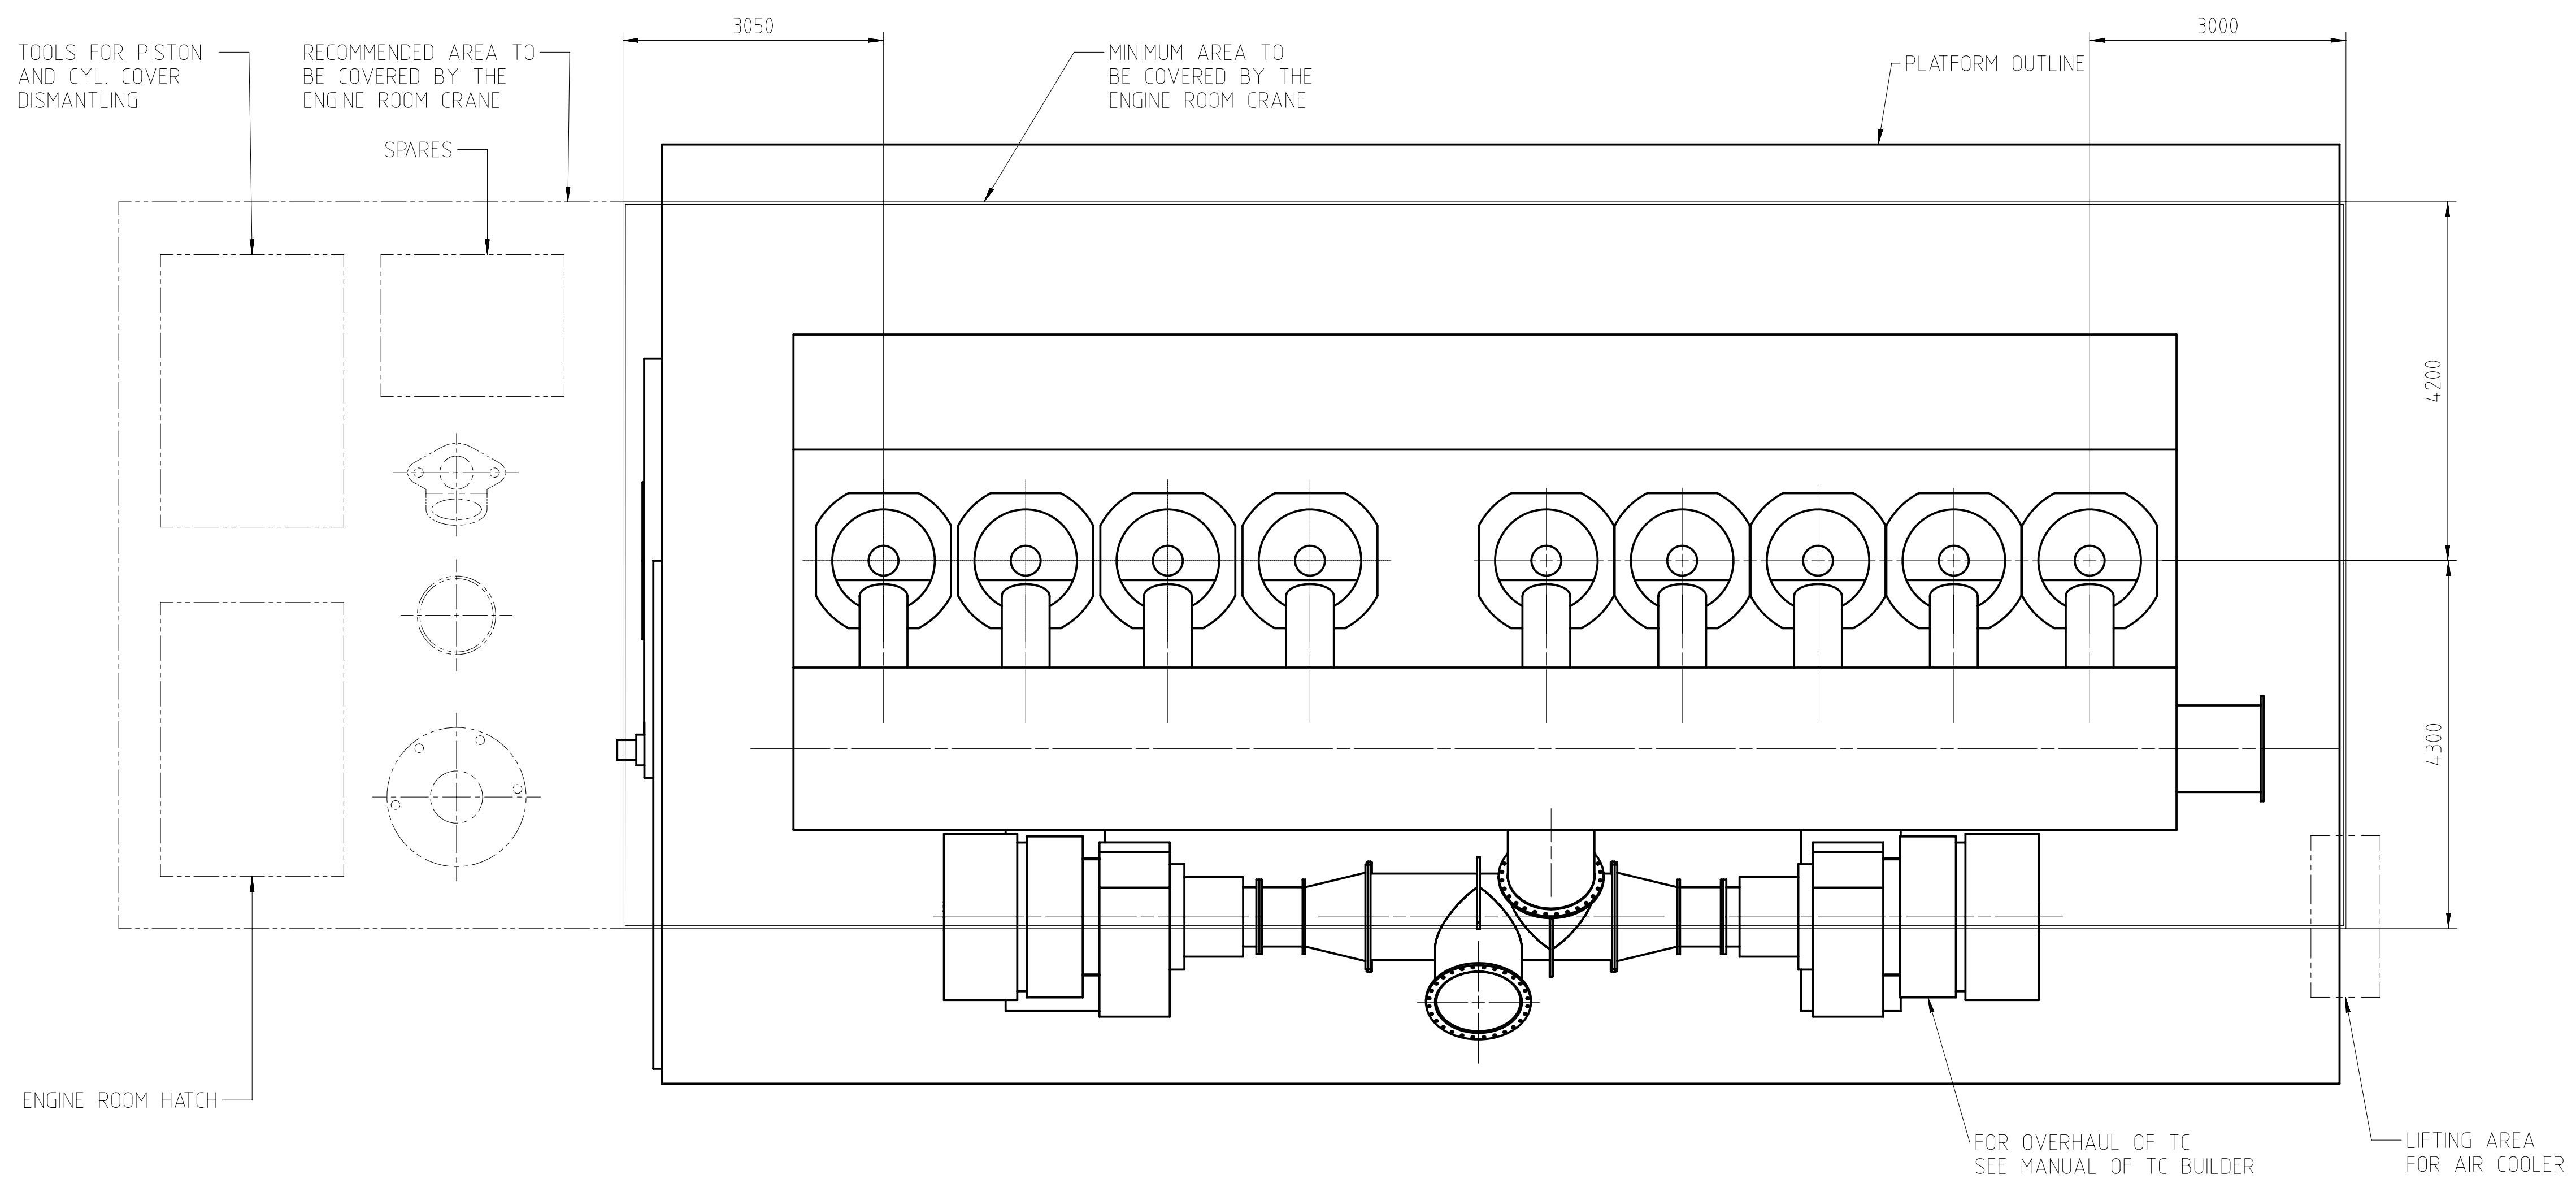 3050
3000
TOOLS FOR PISTON
AND CYL. COVER
DISMANTLING
RECOMMENDED AREA TO
BE COVERED BY THE
ENGINE ROOM CRANE
MINIMUM AREA TO
BE COVERED BY THE
ENGINE ROOM CRANE
PLATFORM OUTLINE
SPARES
4200
4300
ENGINE ROOM HATCH
FOR OVERHAUL OF TC
SEE MANUAL OF TC BUILDER
LIFTING AREA
FOR AIR COOLER